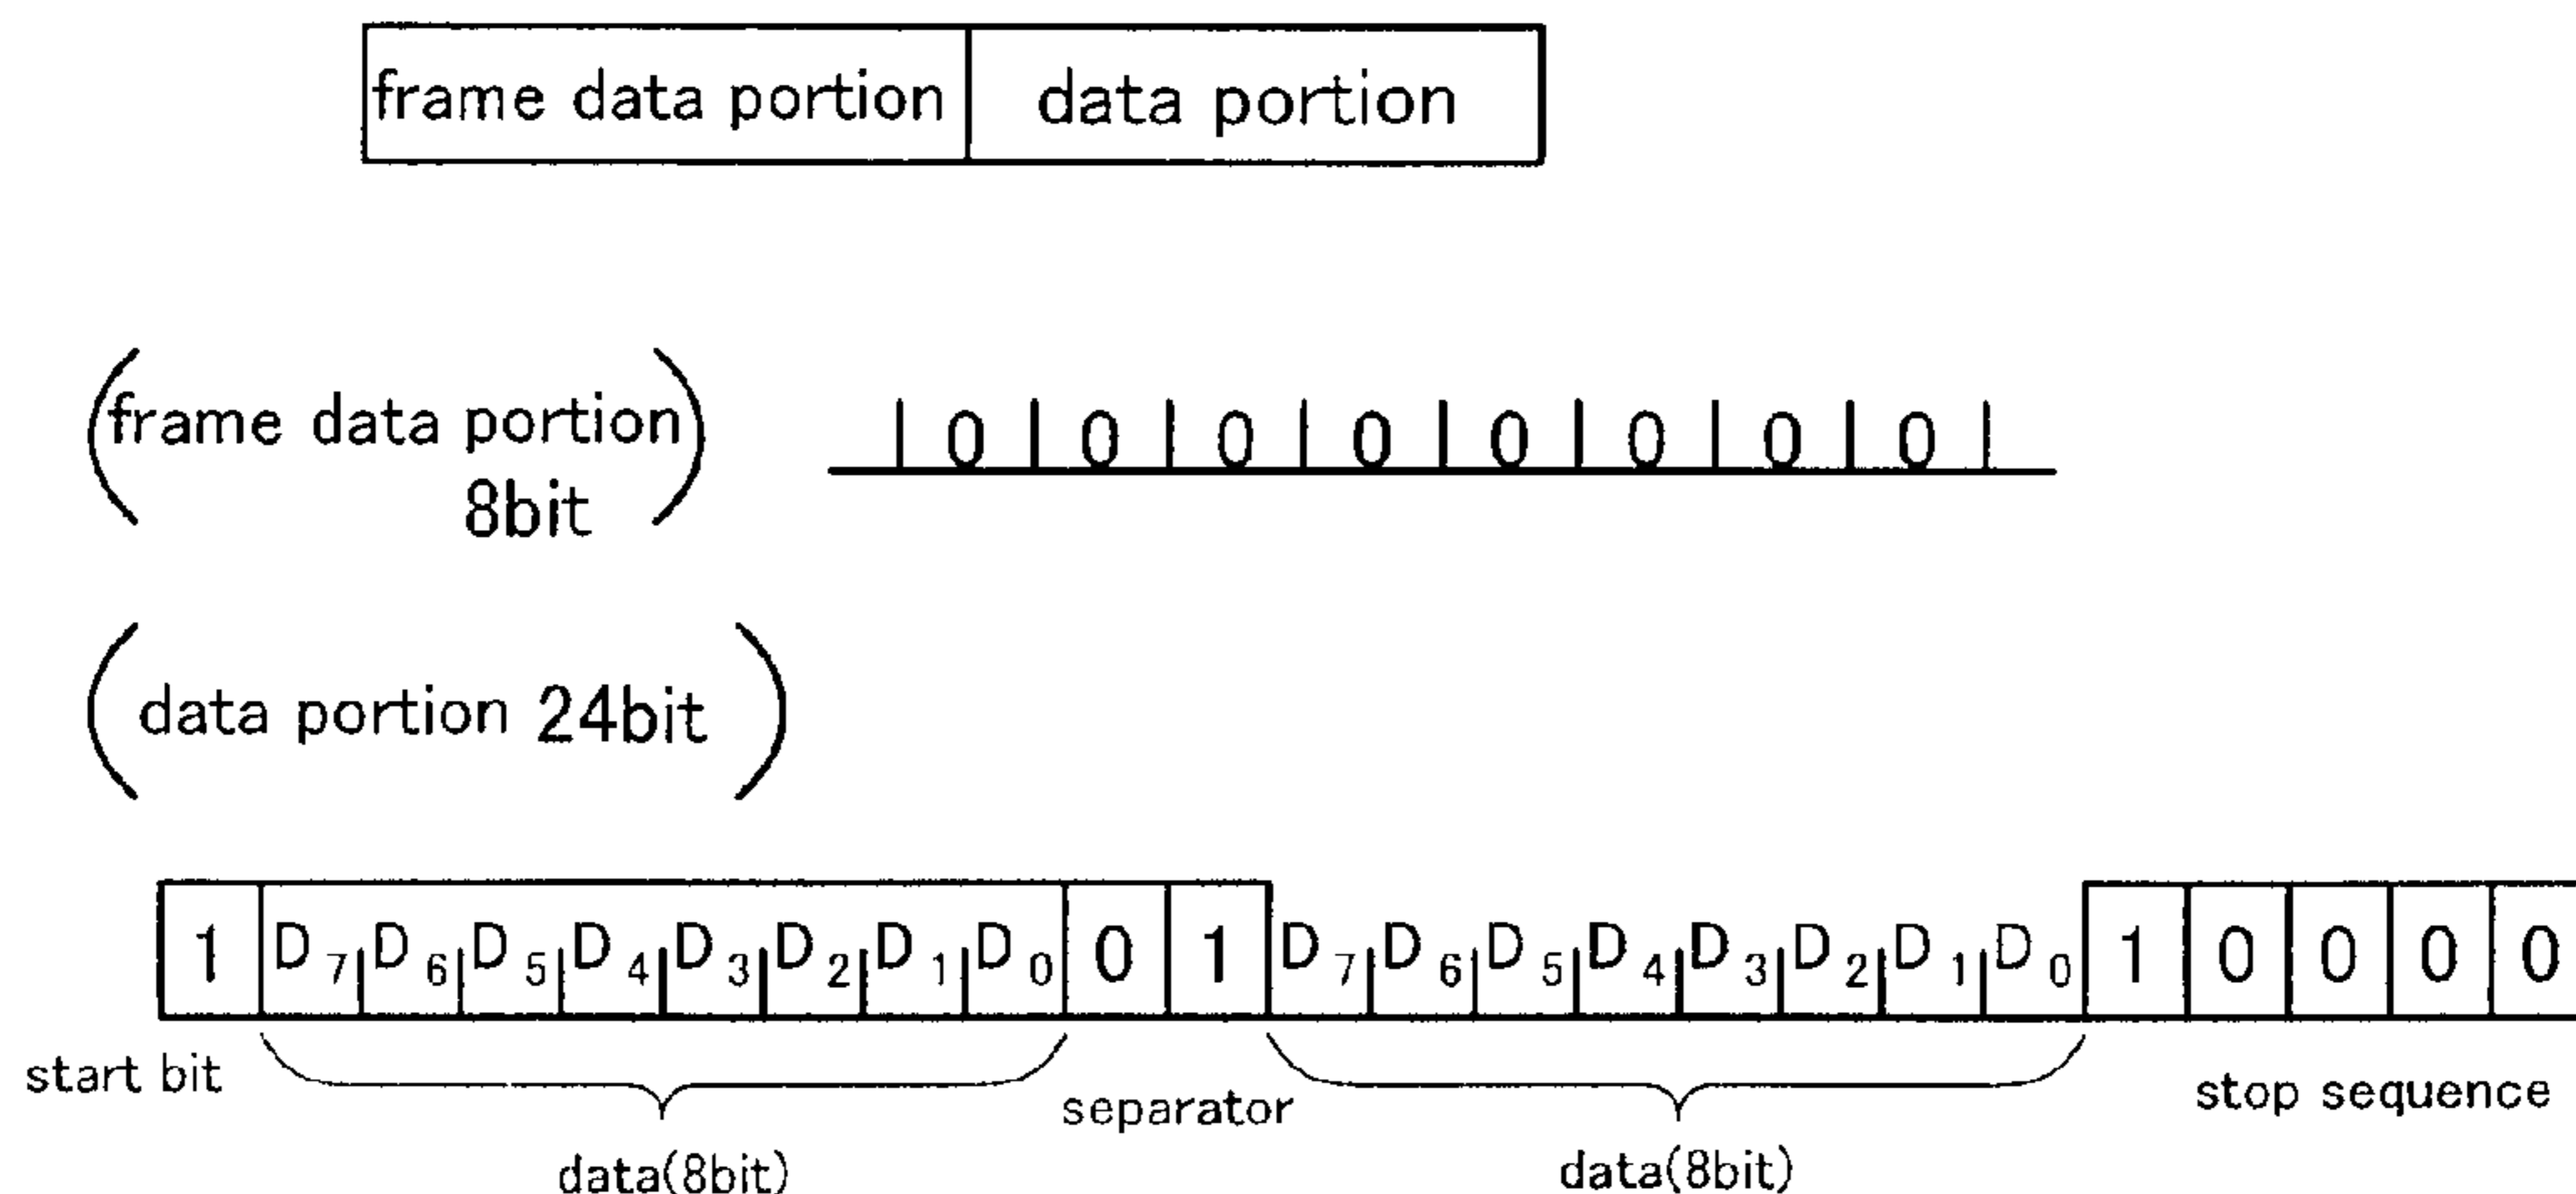 frame data portion data portion
frame data portion 0 0 0 0 0 0 0 0
8bit
data portion 24bit
1 D7 D6 D5 D4 D3 D2 D1 D0 0 1 D7 D6 D5 D4 D3 D2 D1 D0 1 0 0 0 0
start bit separator stop sequence
data(8bit) data(8bit)